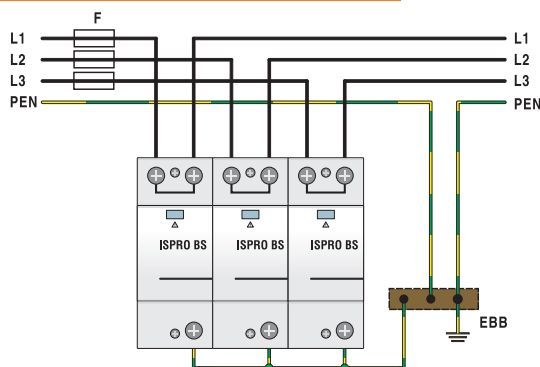 F
L1 L1
L2 L2
L3 L3
PEN PEN
ISPRO BS ISPRO BS ISPRO BS
EBB